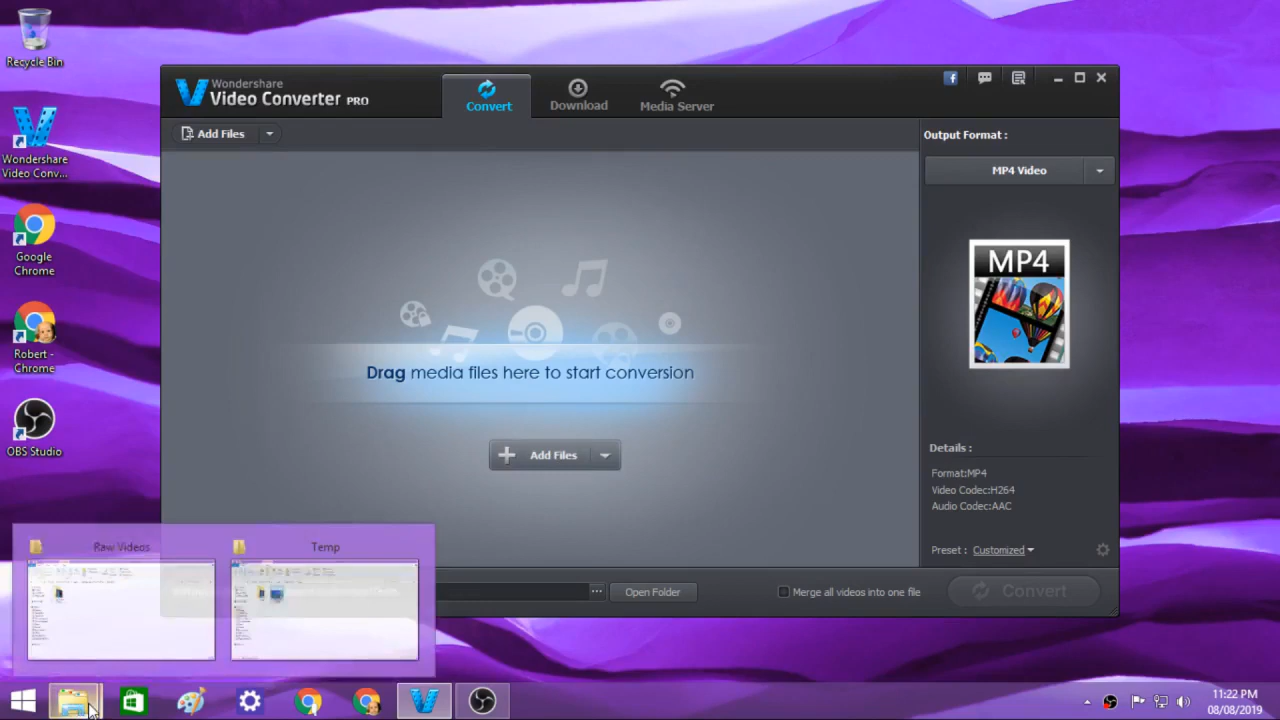 Recycle Bin
Wondershare
Video Conv...
Google
Chrome
Robert -
Chrome
OBS Studio
Wondershare
Video Converter PRO
Convert
Download
Media Server
Add Files
Output Format :
MP4 Video
MP4
Drag media files here to start conversion
Add Files
Details :
Format:MP4
Video Codec:H264
Audio Codec:AAC
Preset : Customized
Open Folder
Merge all videos into one file
Convert
Raw Videos
Temp
11:22 PM
08/08/2019